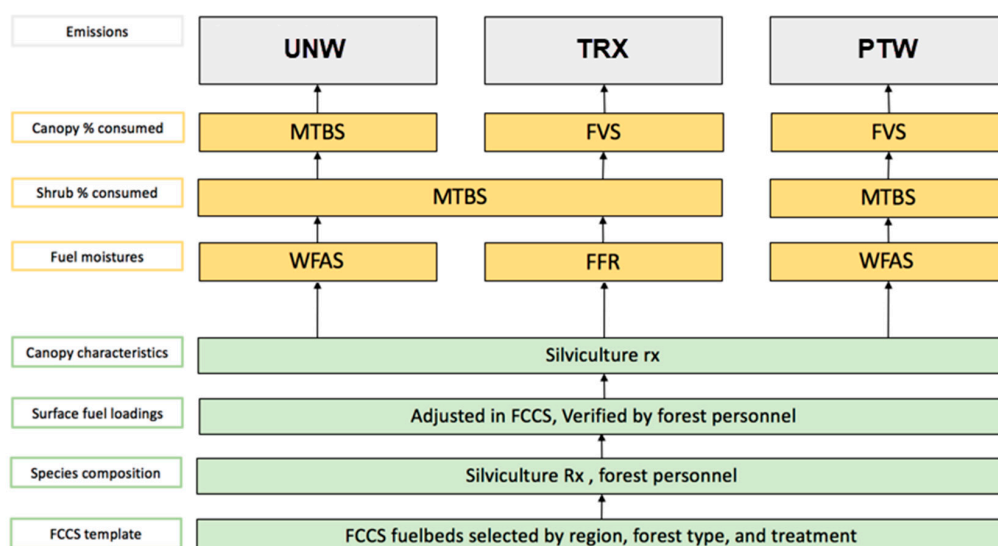 Emissions
UNW
TRX
PTW
Canopy % consumed
MTBS
FVS
FVS
Shrub % consumed
MTBS
MTBS
Fuel moistures
WFAS
FFR
WFAS
Canopy characteristics
Silviculture rx
Surface fuel loadings
Adjusted in FCCS, Verified by forest personnel
Species composition
Silviculture Rx , forest personnel
FCCS template
FCCS fuelbeds selected by region, forest type, and treatment